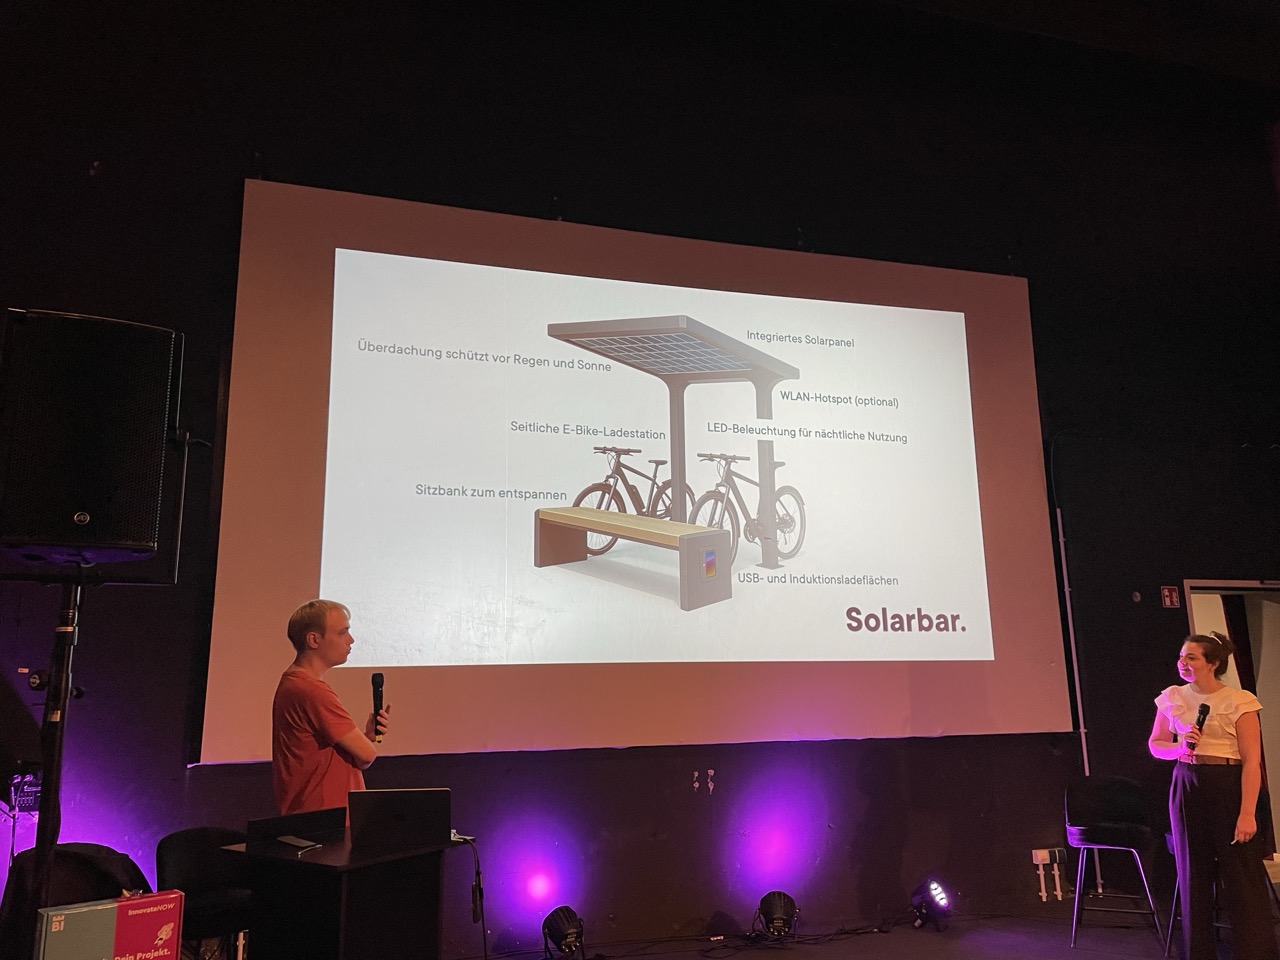 Überdachung schützt vor Regen und Sonne
Integriertes Solarpanel
WLAN-Hotspot (optional)
Seitliche E-Bike-Ladestation
LED-Beleuchtung für nächtliche Nutzung
Sitzbank zum entspannen
USB- und Induktionsladeflächen
Solarbar.
BI
InnovateNOW
Dein Projekt.